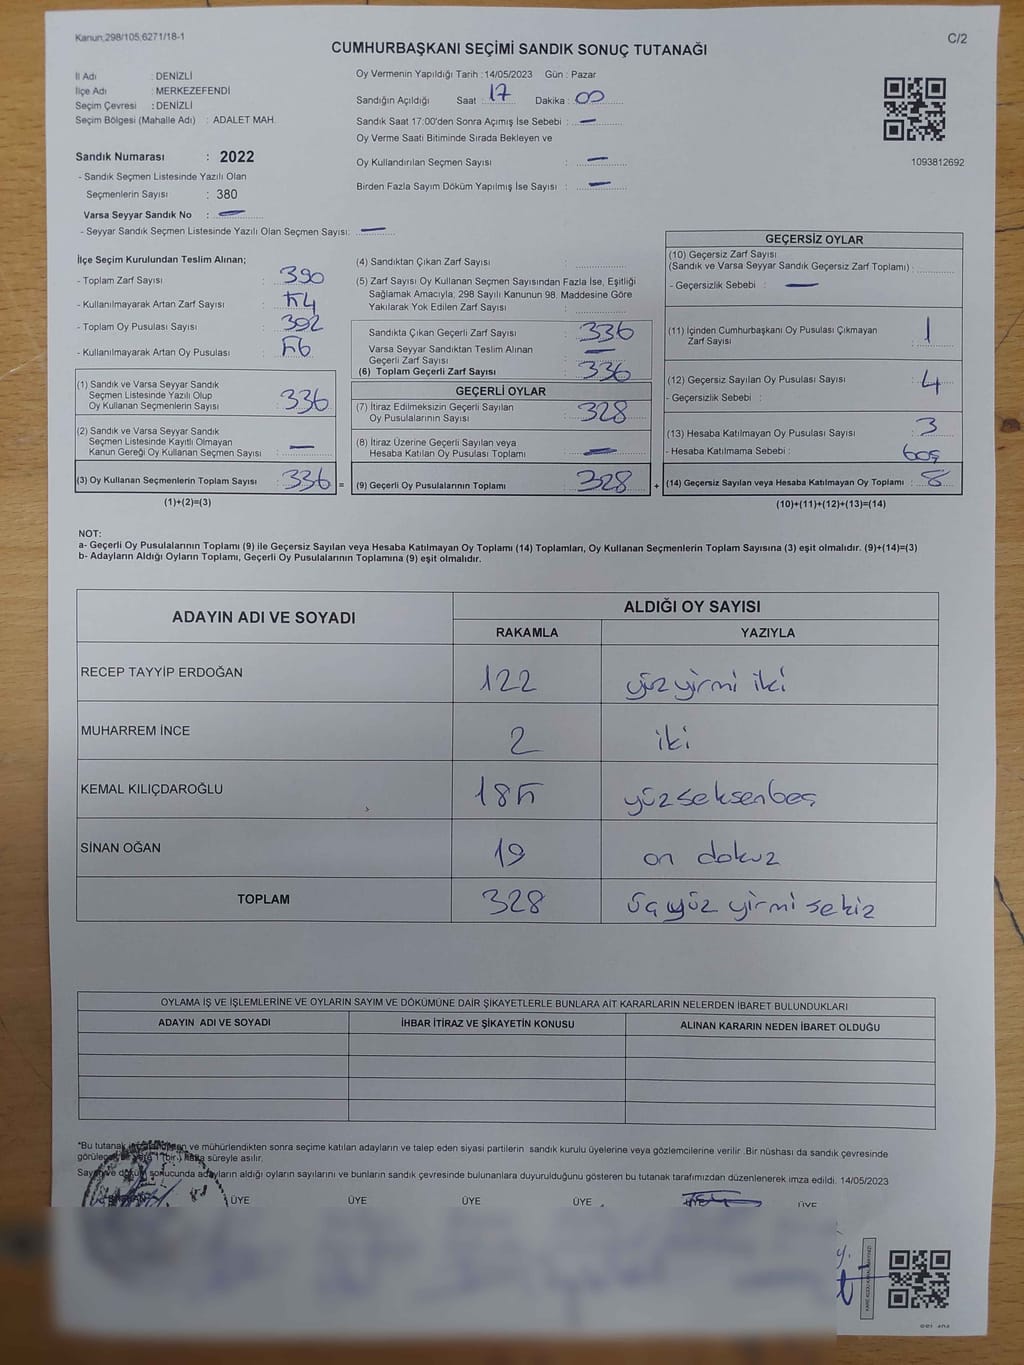 Kanun,298/105,6271/18-1
C/2
CUMHURBAŞKANI SEÇİMİ SANDIK SONUÇ TUTANAĞI
İl Adı : DENİZLİ
İlçe Adı : MERKEZEFENDİ
Seçim Çevresi : DENİZLİ
Seçim Bölgesi (Mahalle Adı) : ADALET MAH.
Sandık Numarası : 2022
- Sandık Seçmen Listesinde Yazılı Olan
Seçmenlerin Sayısı : 380
Varsa Seyyar Sandık No : —
- Seyyar Sandık Seçmen Listesinde Yazılı Olan Seçmen Sayısı: —
Oy Vermenin Yapıldığı Tarih : 14/05/2023 Gün : Pazar
Sandığın Açıldığı Saat : 17 Dakika : 00
Sandık Saat 17:00'den Sonra Açımış İse Sebebi : —
Oy Verme Saati Bitiminde Sırada Bekleyen ve
Oy Kullandırılan Seçmen Sayısı : —
Birden Fazla Sayım Döküm Yapılmış İse Sayısı : —
1093812692
İlçe Seçim Kurulundan Teslim Alınan;
- Toplam Zarf Sayısı : 390
- Kullanılmayarak Artan Zarf Sayısı : 54
- Toplam Oy Pusulası Sayısı : 392
- Kullanılmayarak Artan Oy Pusulası : 56
(1) Sandık ve Varsa Seyyar Sandık
Seçmen Listesinde Yazılı Olup
Oy Kullanan Seçmenlerin Sayısı : 336
(2) Sandık ve Varsa Seyyar Sandık
Seçmen Listesinde Kayıtlı Olmayan
Kanun Gereği Oy Kullanan Seçmen Sayısı : —
(3) Oy Kullanan Seçmenlerin Toplam Sayısı : 336 =
(1)+(2)=(3)
(4) Sandıktan Çıkan Zarf Sayısı :
(5) Zarf Sayısı Oy Kullanan Seçmen Sayısından Fazla İse, Eşitliği
Sağlamak Amacıyla; 298 Sayılı Kanunun 98. Maddesine Göre
Yakılarak Yok Edilen Zarf Sayısı :
Sandıkta Çıkan Geçerli Zarf Sayısı : 336
Varsa Seyyar Sandıktan Teslim Alınan
Geçerli Zarf Sayısı : —
(6) Toplam Geçerli Zarf Sayısı : 336
GEÇERLİ OYLAR
(7) İtiraz Edilmeksizin Geçerli Sayılan
Oy Pusulalarının Sayısı : 328
(8) İtiraz Üzerine Geçerli Sayılan veya
Hesaba Katılan Oy Pusulası Toplamı : —
(9) Geçerli Oy Pusulalarının Toplamı : 328 +
GEÇERSİZ OYLAR
(10) Geçersiz Zarf Sayısı
(Sandık ve Varsa Seyyar Sandık Geçersiz Zarf Toplamı) :
- Geçersizlik Sebebi : —
(11) İçinden Cumhurbaşkanı Oy Pusulası Çıkmayan
Zarf Sayısı : 1
(12) Geçersiz Sayılan Oy Pusulası Sayısı : 4
- Geçersizlik Sebebi :
(13) Hesaba Katılmayan Oy Pusulası Sayısı : 3
- Hesaba Katılmama Sebebi : boş
(14) Geçersiz Sayılan veya Hesaba Katılmayan Oy Toplamı : 8
(10)+(11)+(12)+(13)=(14)
NOT:
a- Geçerli Oy Pusulalarının Toplamı (9) ile Geçersiz Sayılan veya Hesaba Katılmayan Oy Toplamı (14) Toplamları, Oy Kullanan Seçmenlerin Toplam Sayısına (3) eşit olmalıdır. (9)+(14)=(3)
b- Adayların Aldığı Oyların Toplamı, Geçerli Oy Pusulalarının Toplamına (9) eşit olmalıdır.
ADAYIN ADI VE SOYADI
ALDIĞI OY SAYISI
RAKAMLA YAZIYLA
RECEP TAYYİP ERDOĞAN 122 yüz yirmi iki
MUHARREM İNCE 2 iki
KEMAL KILIÇDAROĞLU 185 yüzseksenbeş
SİNAN OĞAN 19 on dokuz
TOPLAM 328 üçyüz yirmi sekiz
OYLAMA İŞ VE İŞLEMLERİNE VE OYLARIN SAYIM VE DÖKÜMÜNE DAİR ŞİKAYETLERLE BUNLARA AİT KARARLARIN NELERDEN İBARET BULUNDUKLARI
ADAYIN ADI VE SOYADI İHBAR İTİRAZ VE ŞİKAYETİN KONUSU ALINAN KARARIN NEDEN İBARET OLDUĞU
*Bu tutanak ve mühürlendikten sonra seçime katılan adayların ve talep eden siyasi partilerin sandık kurulu üyelerine veya gözlemcilerine verilir .Bir nüshası da sandık çevresinde
süreyle asılır.
sonucunda adayların aldığı oyların sayılarını ve bunların sandık çevresinde bulunanlara duyurulduğunu gösteren bu tutanak tarafımızdan düzenlenerek imza edildi. 14/05/2023
ÜYE ÜYE ÜYE ÜYE ÜYE